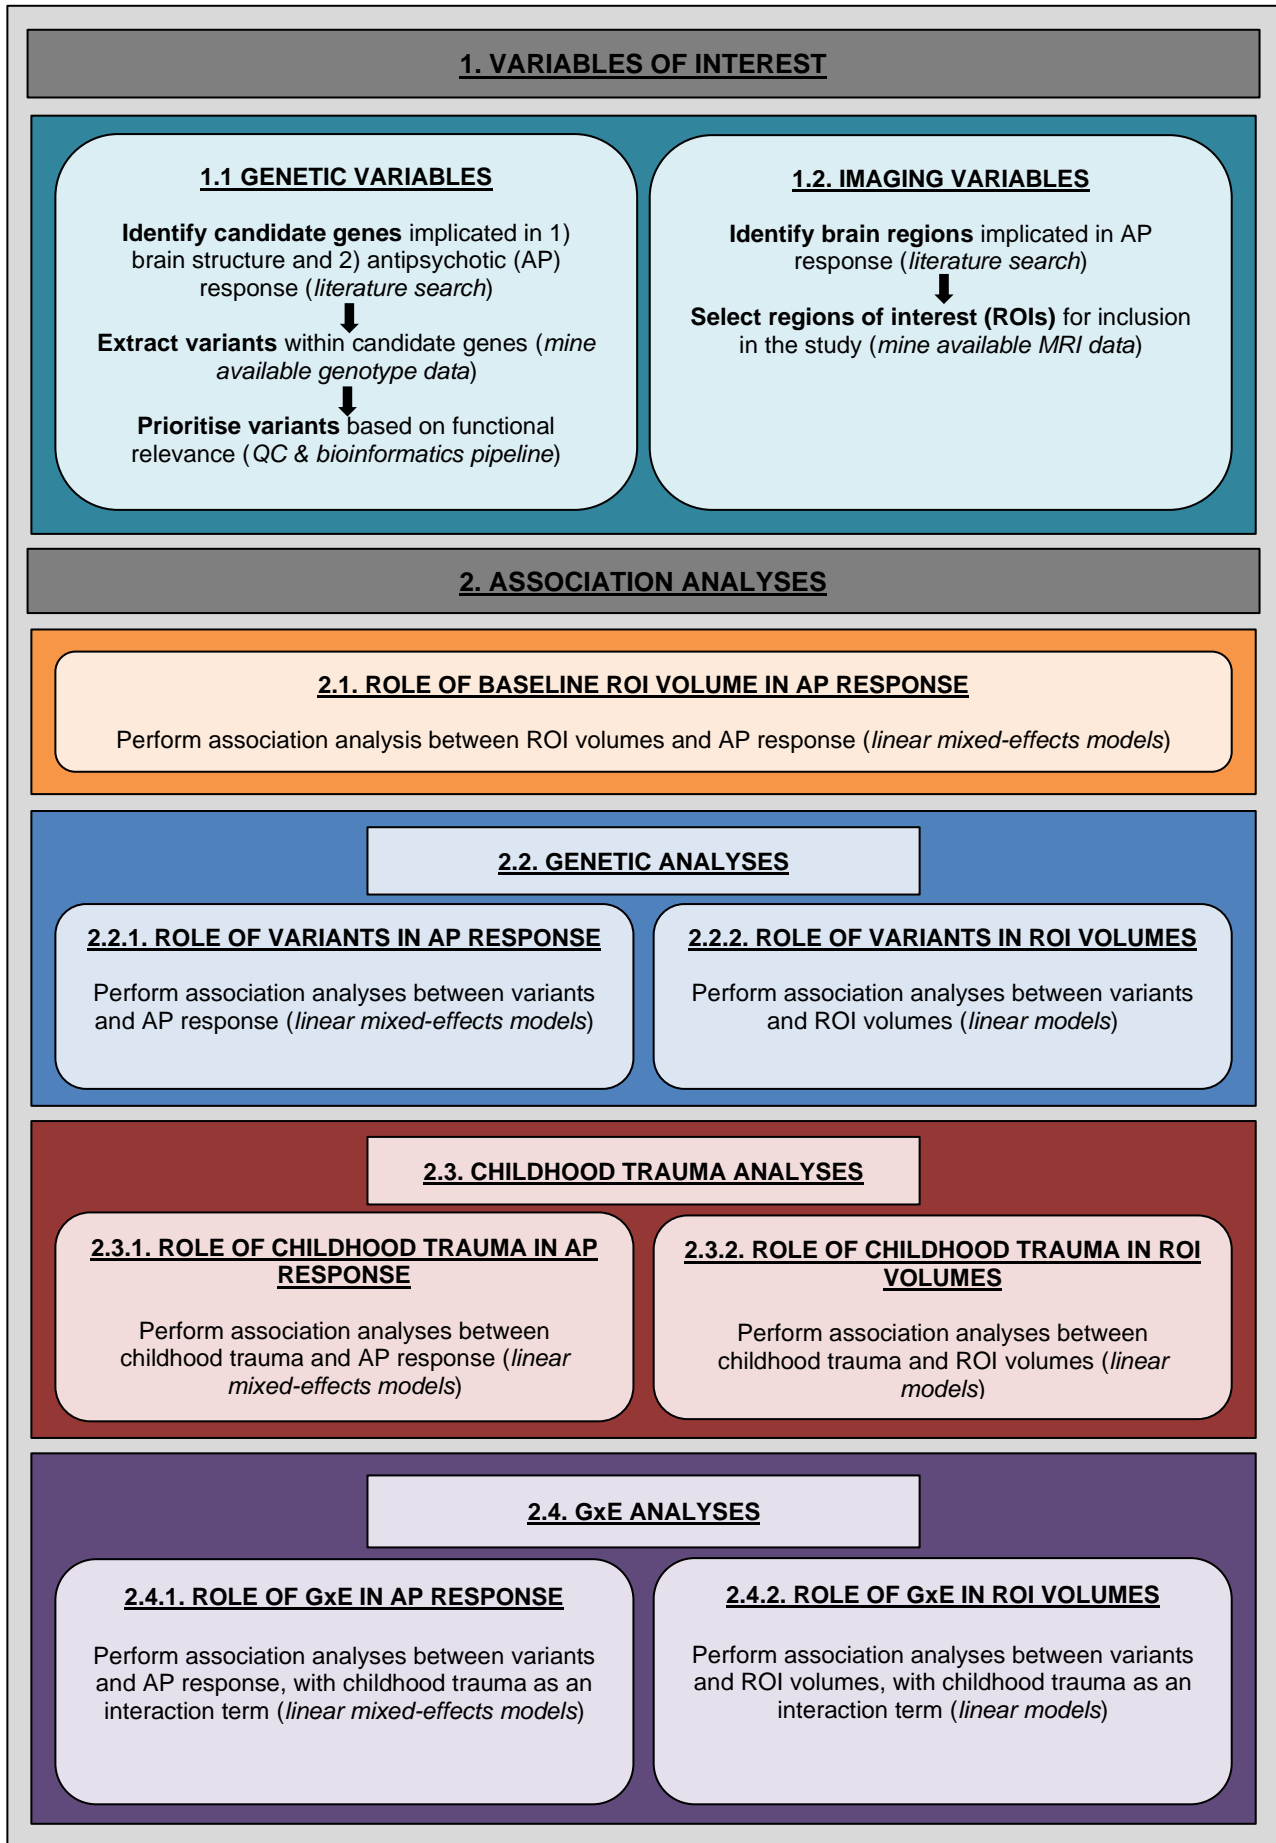 1. VARIABLES OF INTEREST
1.1 GENETIC VARIABLES
Identify candidate genes implicated in 1)
brain structure and 2) antipsychotic (AP)
response (literature search)
Extract variants within candidate genes (mine
available genotype data)
Prioritise variants based on functional
relevance (QC & bioinformatics pipeline)
1.2. IMAGING VARIABLES
Identify brain regions implicated in AP
response (literature search)
Select regions of interest (ROIs) for inclusion
in the study (mine available MRI data)
2. ASSOCIATION ANALYSES
2.1. ROLE OF BASELINE ROI VOLUME IN AP RESPONSE
Perform association analysis between ROI volumes and AP response (linear mixed-effects models)
2.2. GENETIC ANALYSES
2.2.1. ROLE OF VARIANTS IN AP RESPONSE
Perform association analyses between variants
and AP response (linear mixed-effects models)
2.2.2. ROLE OF VARIANTS IN ROI VOLUMES
Perform association analyses between variants
and ROI volumes (linear models)
2.3. CHILDHOOD TRAUMA ANALYSES
2.3.1. ROLE OF CHILDHOOD TRAUMA IN AP
RESPONSE
Perform association analyses between
childhood trauma and AP response (linear
mixed-effects models)
2.3.2. ROLE OF CHILDHOOD TRAUMA IN ROI
VOLUMES
Perform association analyses between
childhood trauma and ROI volumes (linear
models)
2.4. GxE ANALYSES
2.4.1. ROLE OF GxE IN AP RESPONSE
Perform association analyses between variants
and AP response, with childhood trauma as an
interaction term (linear mixed-effects models)
2.4.2. ROLE OF GxE IN ROI VOLUMES
Perform association analyses between variants
and ROI volumes, with childhood trauma as an
interaction term (linear models)